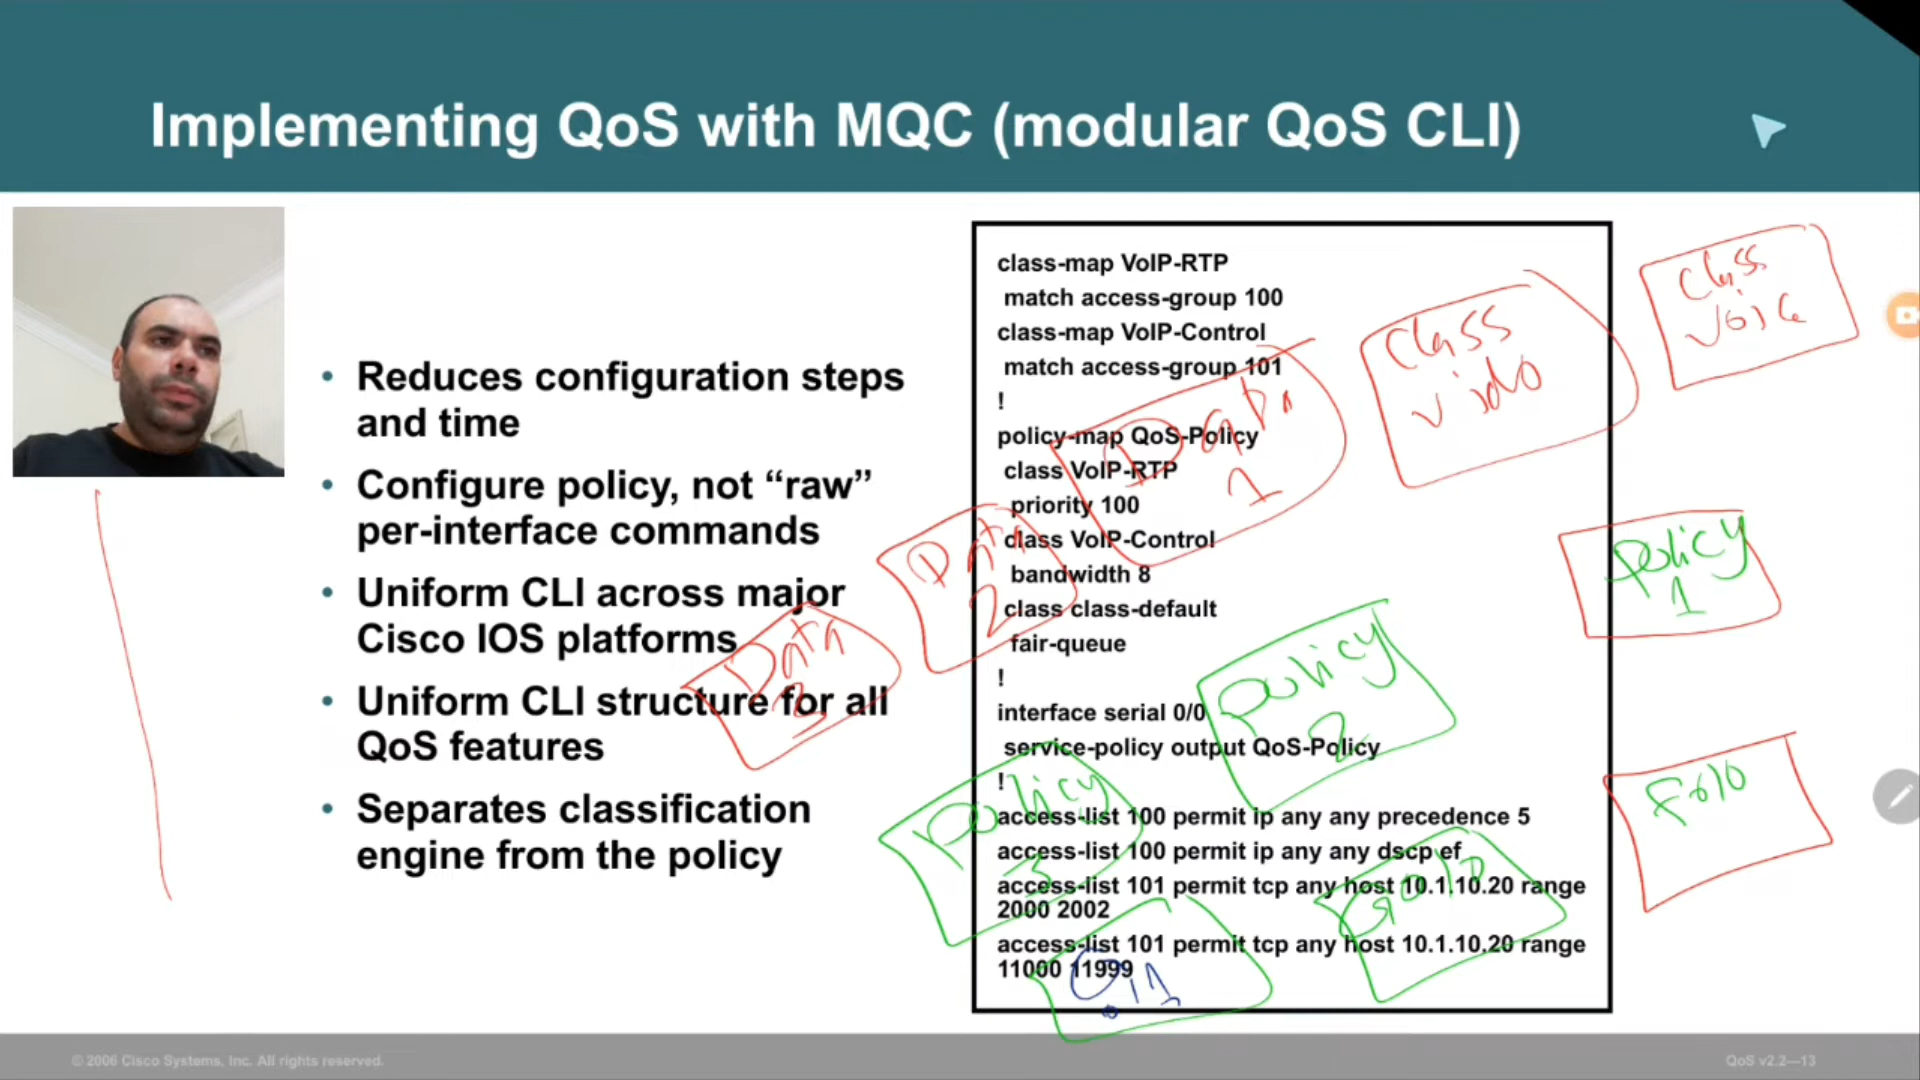 Implementing QoS with MQC (modular QoS CLI)
• Reduces configuration steps
and time
• Configure policy, not “raw”
per-interface commands
• Uniform CLI across major
Cisco IOS platforms
• Uniform CLI structure for all
QoS features
• Separates classification
engine from the policy
class-map VoIP-RTP
match access-group 100
class-map VoIP-Control
match access-group 101
!
policy-map QoS-Policy
class VoIP-RTP
priority 100
class VoIP-Control
bandwidth 8
class class-default
fair-queue
!
interface serial 0/0
service-policy output QoS-Policy
!
access-list 100 permit ip any any precedence 5
access-list 100 permit ip any any dscp ef
access-list 101 permit tcp any host 10.1.10.20 range
2000 2002
access-list 101 permit tcp any host 10.1.10.20 range
11000 11999
Class
Voice
Class
Video
Data
1
Data
2
Data
3
Policy
1
Policy
2
Policy
3
© 2006 Cisco Systems, Inc. All rights reserved.
QoS v2.2—13